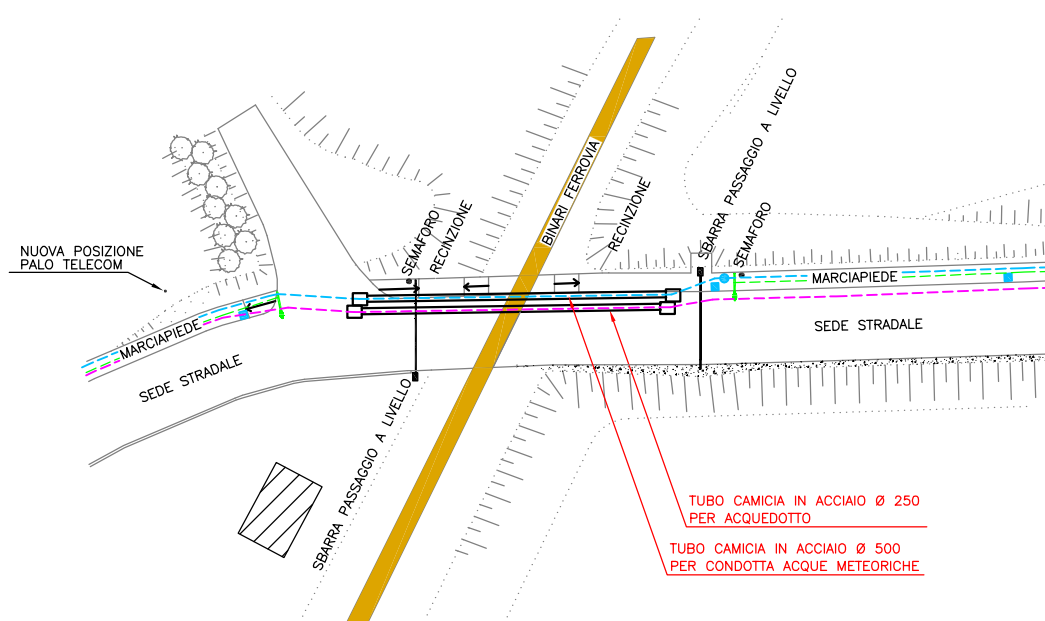 SBARRA PASSAGGIO A LIVELLO
BINARI FERROVIA
RECINZIONE
SEMAFORO
RECINZIONE
SEMAFORO
NUOVA POSIZIONE
PALO TELECOM
MARCIAPIEDE
MARCIAPIEDE
SEDE STRADALE
SEDE STRADALE
SBARRA PASSAGGIO A LIVELLO
TUBO CAMICIA IN ACCIAIO Ø 250
PER ACQUEDOTTO
TUBO CAMICIA IN ACCIAIO Ø 500
PER CONDOTTA ACQUE METEORICHE